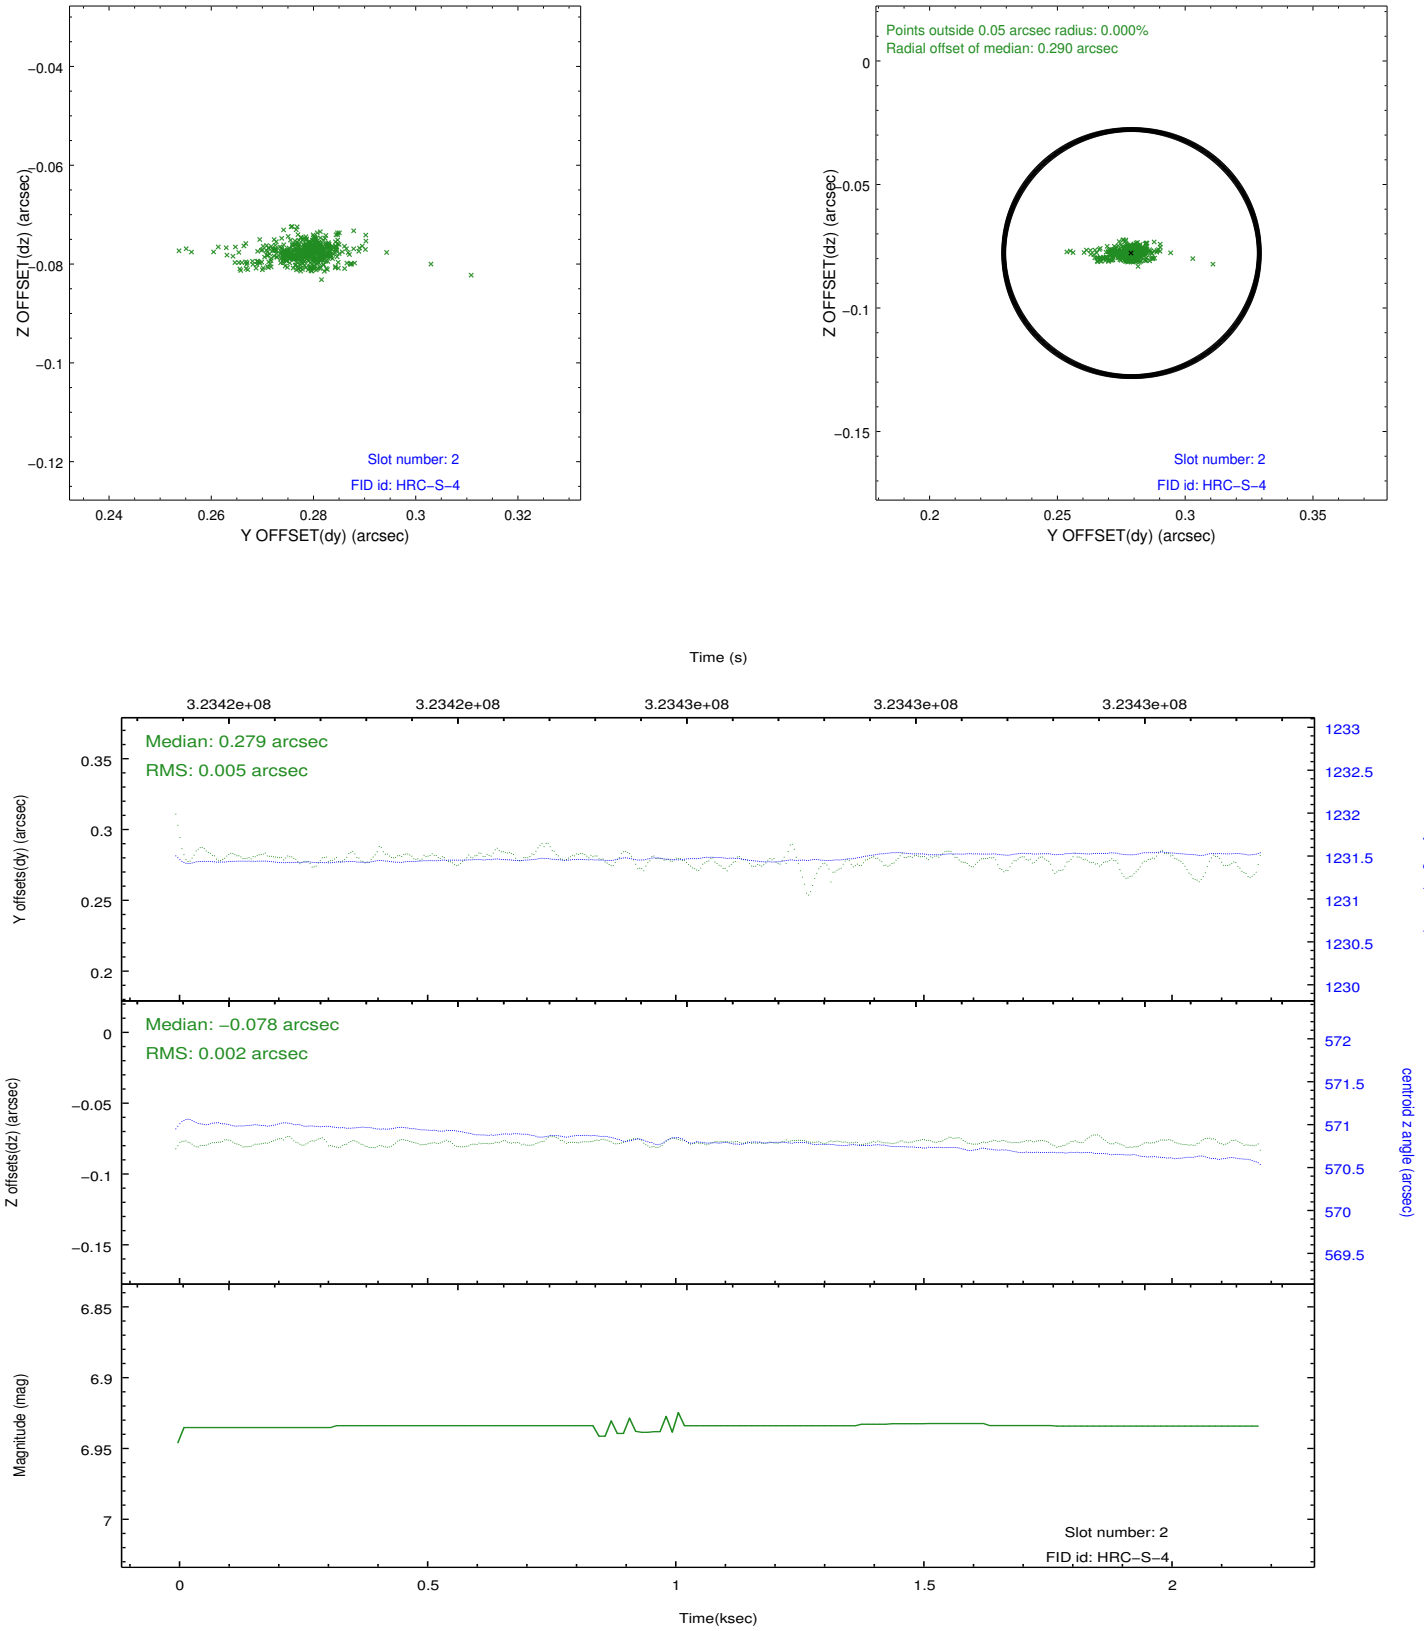 −0.04
−0.06
−0.08
−0.1
−0.12
Z OFFSET(dz) (arcsec)
Slot number: 2
FID id: HRC−S−4
0.24 0.26 0.28 0.3 0.32
Y OFFSET(dy) (arcsec)
Points outside 0.05 arcsec radius: 0.000%
Radial offset of median: 0.290 arcsec
0
−0.05
−0.1
−0.15
Z OFFSET(dz) (arcsec)
Slot number: 2
FID id: HRC−S−4
0.2 0.25 0.3 0.35
Y OFFSET(dy) (arcsec)
Time (s)
3.2342e+08 3.2342e+08 3.2343e+08 3.2343e+08 3.2343e+08
Median: 0.279 arcsec
RMS: 0.005 arcsec
0.35
0.3
0.25
0.2
Y offsets(dy) (arcsec)
1233
1232.5
1232
1231.5
1231
1230.5
1230
Median: −0.078 arcsec
RMS: 0.002 arcsec
0
−0.05
−0.1
−0.15
Z offsets(dz) (arcsec)
572
571.5
571
570.5
570
569.5
centroid z angle (arcsec)
6.85
6.9
6.95
7
Magnitude (mag)
Slot number: 2
FID id: HRC−S−4
0 0.5 1 1.5 2
Time(ksec)